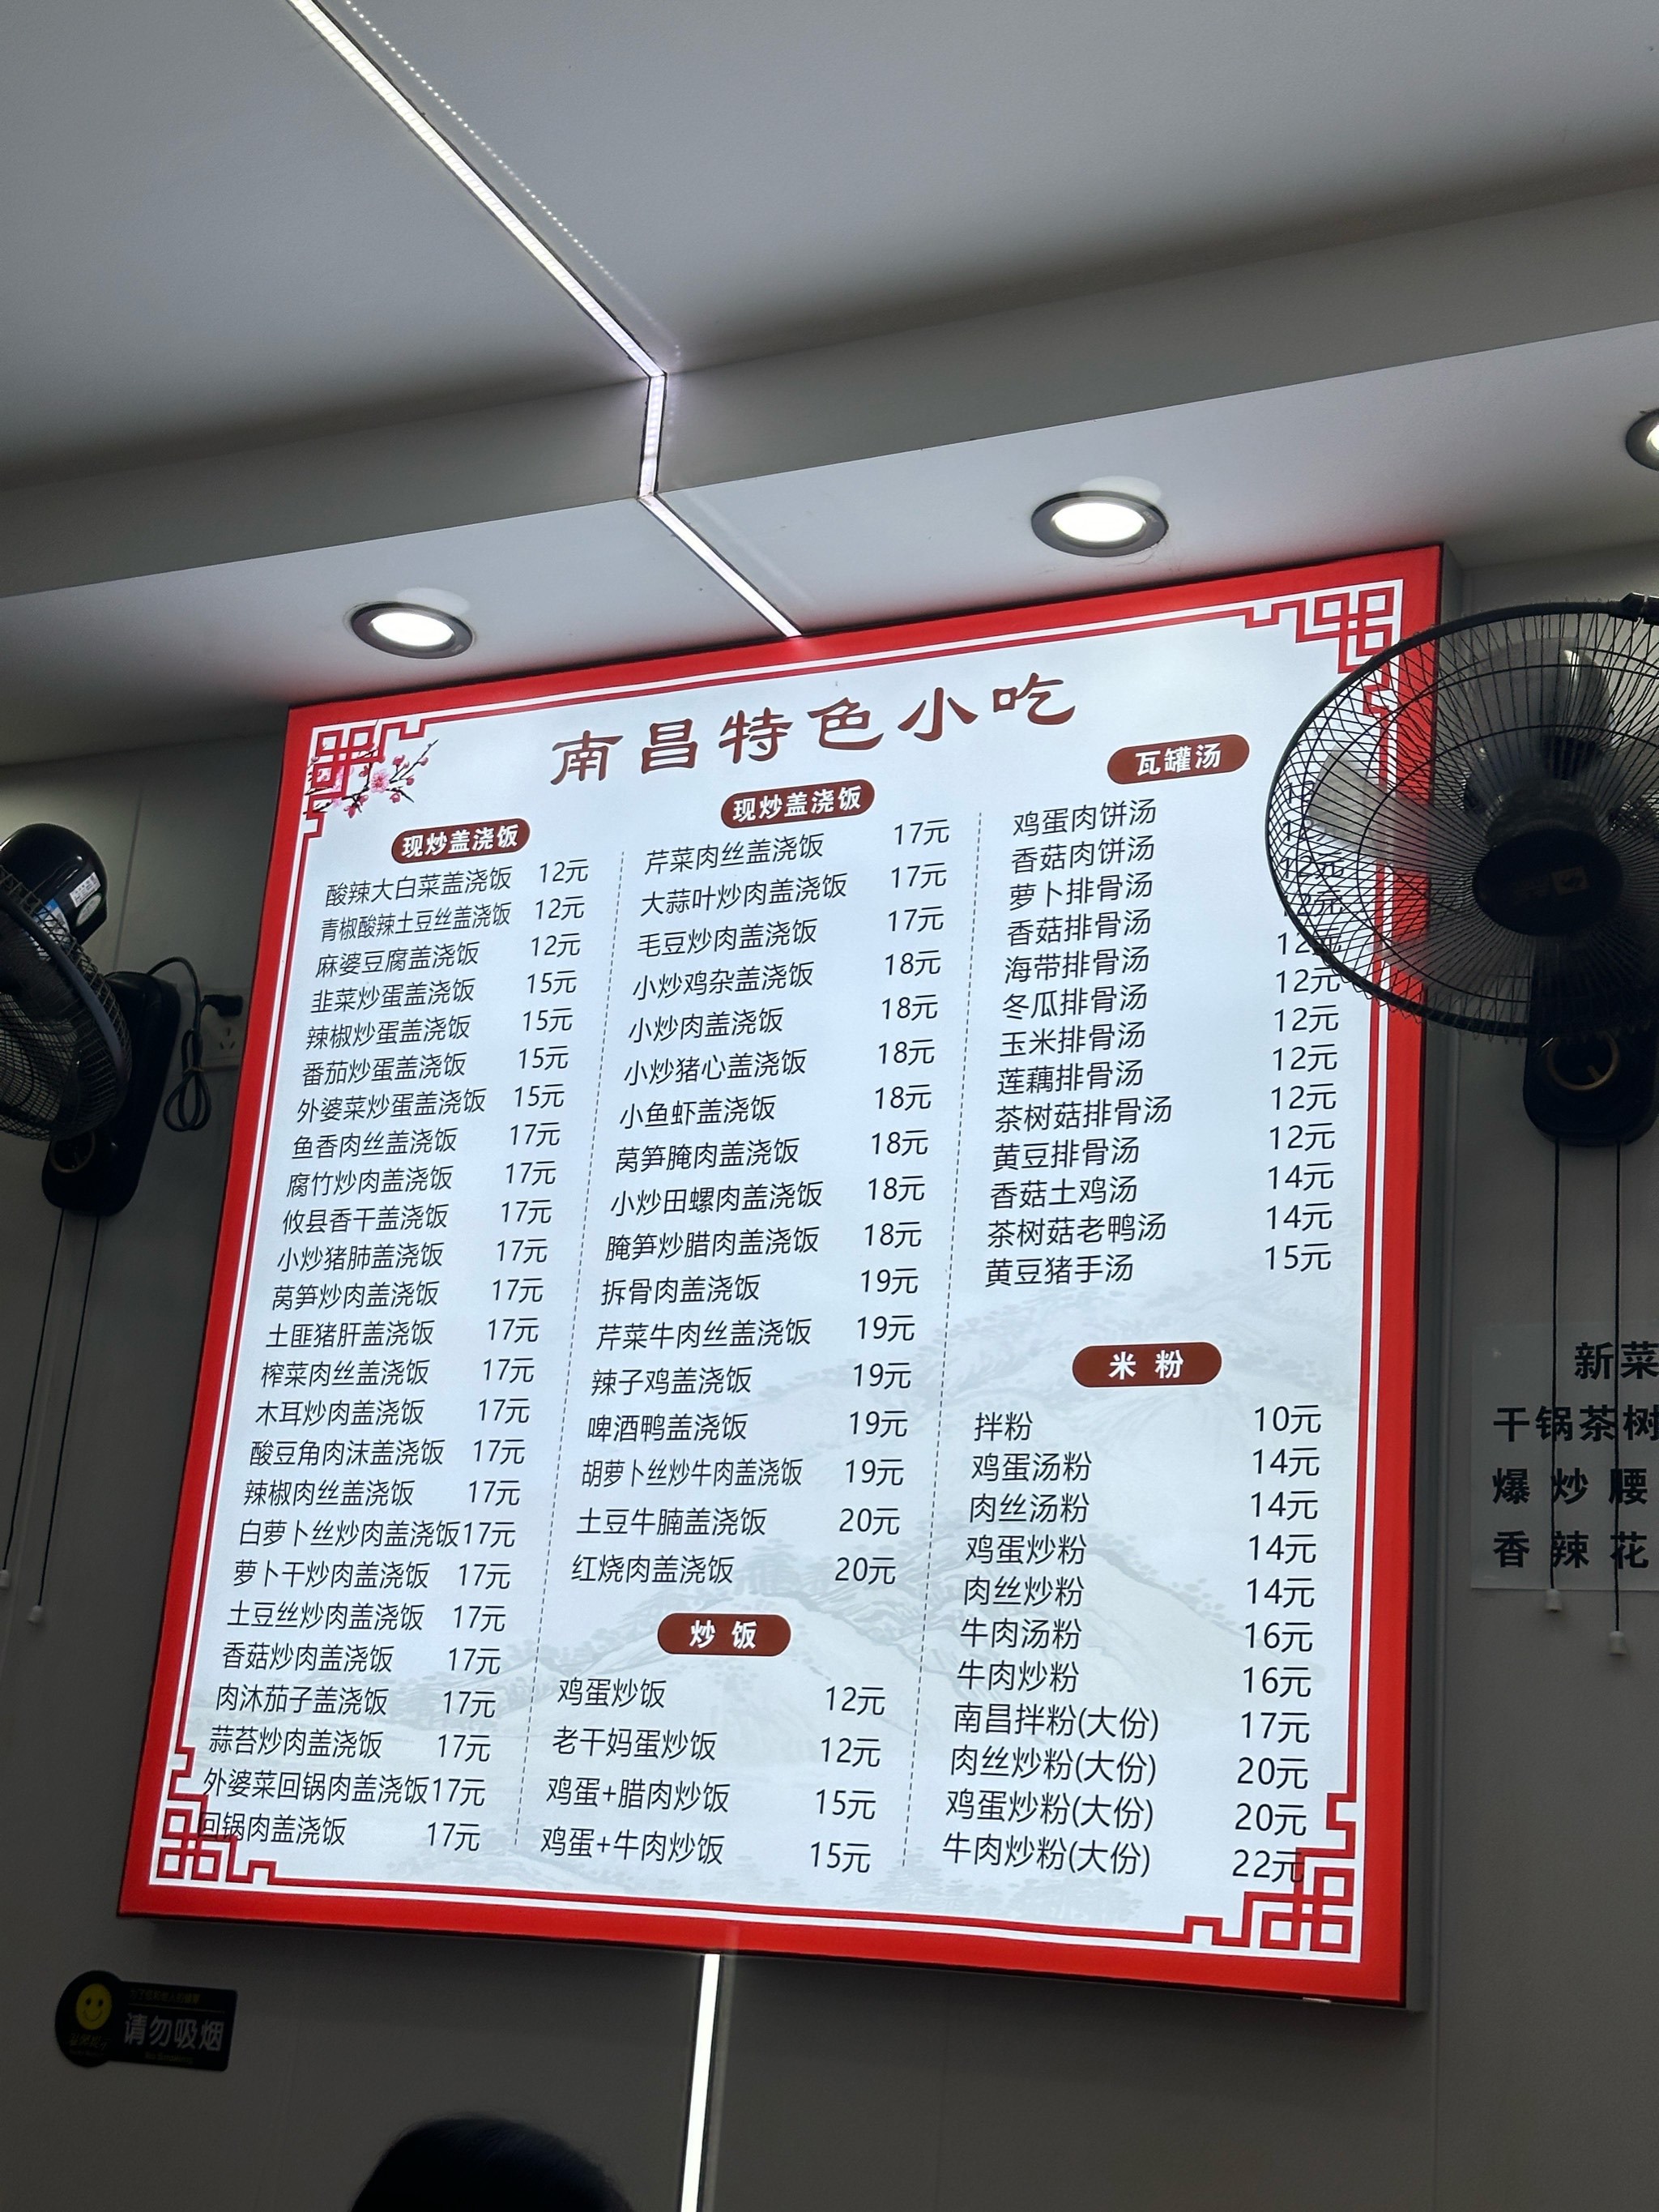 南昌特色小吃
现炒盖浇饭
酸辣大白菜盖浇饭 12元
青椒酸辣土豆丝盖浇饭 12元
麻婆豆腐盖浇饭 12元
韭菜炒蛋盖浇饭 15元
辣椒炒蛋盖浇饭 15元
番茄炒蛋盖浇饭 15元
外婆菜炒蛋盖浇饭 15元
鱼香肉丝盖浇饭 17元
腐竹炒肉盖浇饭 17元
攸县香干盖浇饭 17元
小炒猪肺盖浇饭 17元
莴笋炒肉盖浇饭 17元
土匪猪肝盖浇饭 17元
榨菜肉丝盖浇饭 17元
木耳炒肉盖浇饭 17元
酸豆角肉沫盖浇饭 17元
辣椒肉丝盖浇饭 17元
白萝卜丝炒肉盖浇饭17元
萝卜干炒肉盖浇饭 17元
土豆丝炒肉盖浇饭 17元
香菇炒肉盖浇饭 17元
肉沐茄子盖浇饭 17元
蒜苔炒肉盖浇饭 17元
外婆菜回锅肉盖浇饭17元
回锅肉盖浇饭 17元
现炒盖浇饭
芹菜肉丝盖浇饭 17元
大蒜叶炒肉盖浇饭 17元
毛豆炒肉盖浇饭 17元
小炒鸡杂盖浇饭 18元
小炒肉盖浇饭 18元
小炒猪心盖浇饭 18元
小鱼虾盖浇饭 18元
莴笋腌肉盖浇饭 18元
小炒田螺肉盖浇饭 18元
腌笋炒腊肉盖浇饭 18元
拆骨肉盖浇饭 19元
芹菜牛肉丝盖浇饭 19元
辣子鸡盖浇饭 19元
啤酒鸭盖浇饭 19元
胡萝卜丝炒牛肉盖浇饭 19元
土豆牛腩盖浇饭 20元
红烧肉盖浇饭 20元
炒 饭
鸡蛋炒饭 12元
老干妈蛋炒饭 12元
鸡蛋+腊肉炒饭 15元
鸡蛋+牛肉炒饭 15元
瓦罐汤
鸡蛋肉饼汤
香菇肉饼汤
萝卜排骨汤 12元
香菇排骨汤 12元
海带排骨汤 12元
冬瓜排骨汤 12元
玉米排骨汤 12元
莲藕排骨汤 12元
茶树菇排骨汤 12元
黄豆排骨汤 12元
香菇土鸡汤 14元
茶树菇老鸭汤 14元
黄豆猪手汤 15元
米 粉
拌粉 10元
鸡蛋汤粉 14元
肉丝汤粉 14元
鸡蛋炒粉 14元
肉丝炒粉 14元
牛肉汤粉 16元
牛肉炒粉 16元
南昌拌粉(大份) 17元
肉丝炒粉(大份) 20元
鸡蛋炒粉(大份) 20元
牛肉炒粉(大份) 22元
新菜
干锅茶树
爆炒腰
香辣花
请勿吸烟